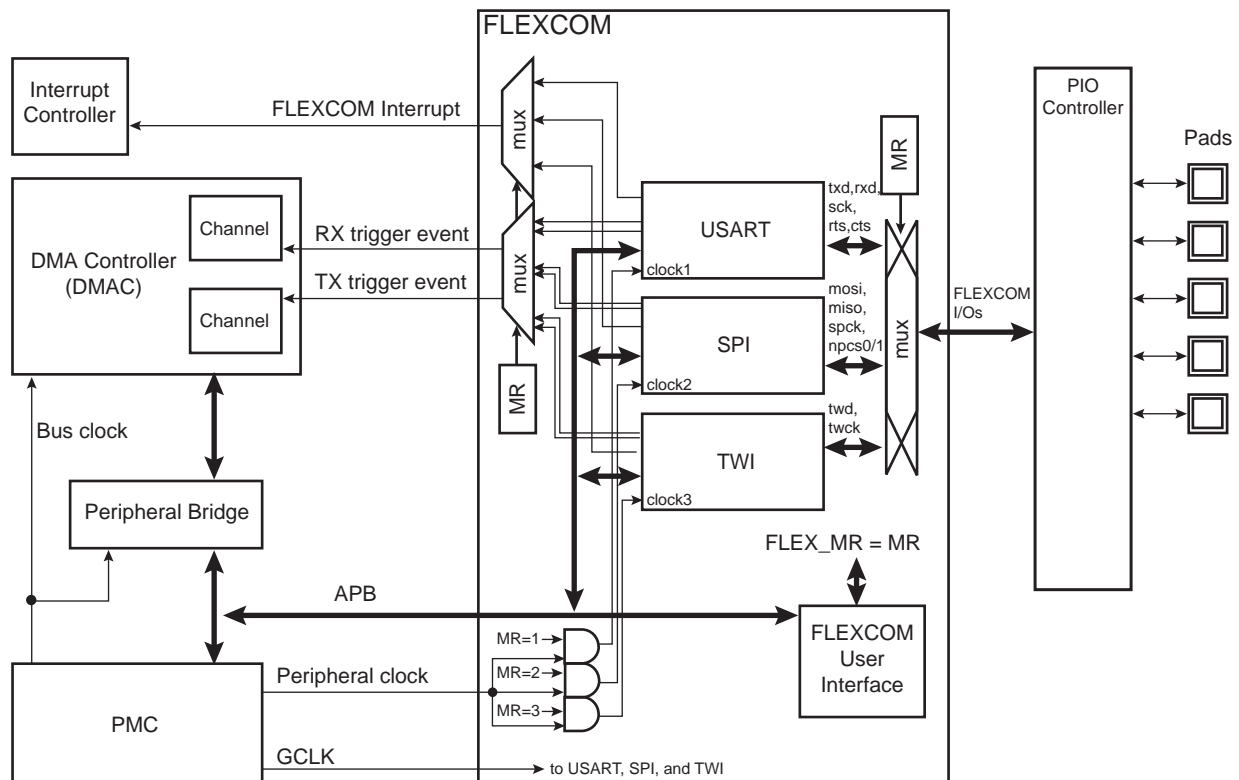 FLEXCOM
Interrupt
Controller
FLEXCOM Interrupt
mux
PIO
Controller
Pads
MR
DMA Controller
(DMAC)
Channel
Channel
RX trigger event
TX trigger event
mux
MR
USART
clock1
txd,rxd,
sck,
rts,cts
SPI
clock2
mosi,
miso,
spck,
npcs0/1
TWI
clock3
twd,
twck
mux
FLEXCOM
I/Os
Bus clock
Peripheral Bridge
APB
FLEX_MR = MR
FLEXCOM
User
Interface
MR=1
MR=2
MR=3
Peripheral clock
PMC
GCLK
to USART, SPI, and TWI